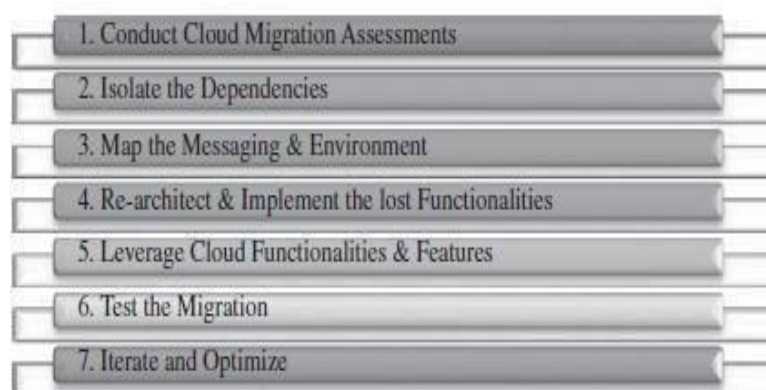 1. Conduct Cloud Migration Assessments
2. Isolate the Dependencies
3. Map the Messaging & Environment
4. Re-architect & Implement the lost Functionalities
5. Leverage Cloud Functionalities & Features
6. Test the Migration
7. Iterate and Optimize